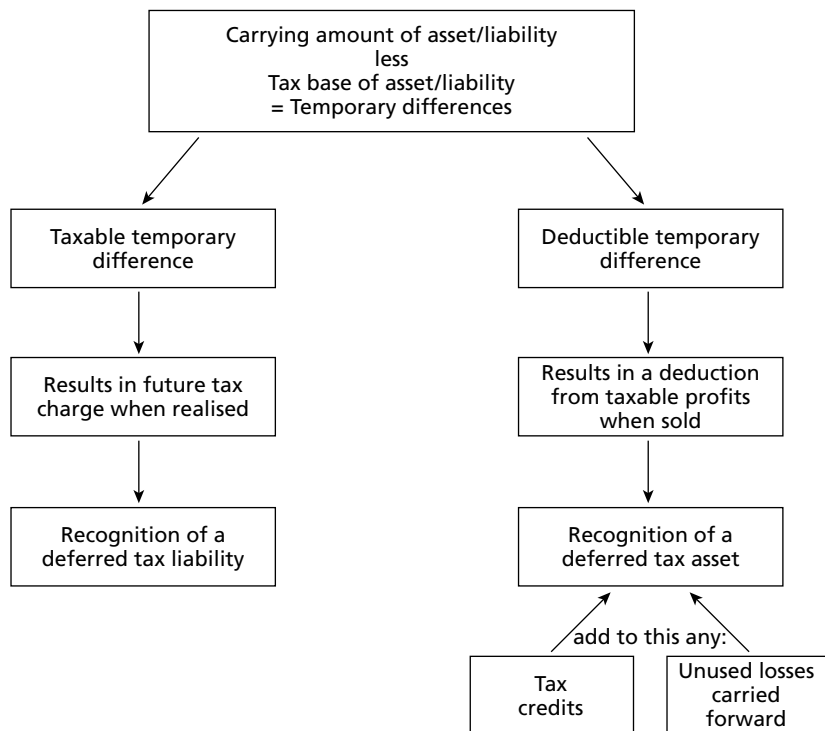 Carrying amount of asset/liability
less
Tax base of asset/liability
= Temporary differences
Taxable temporary
difference
Deductible temporary
difference
Results in future tax
charge when realised
Results in a deduction
from taxable profits
when sold
Recognition of a
deferred tax liability
Recognition of a
deferred tax asset
add to this any:
Tax
credits
Unused losses
carried
forward